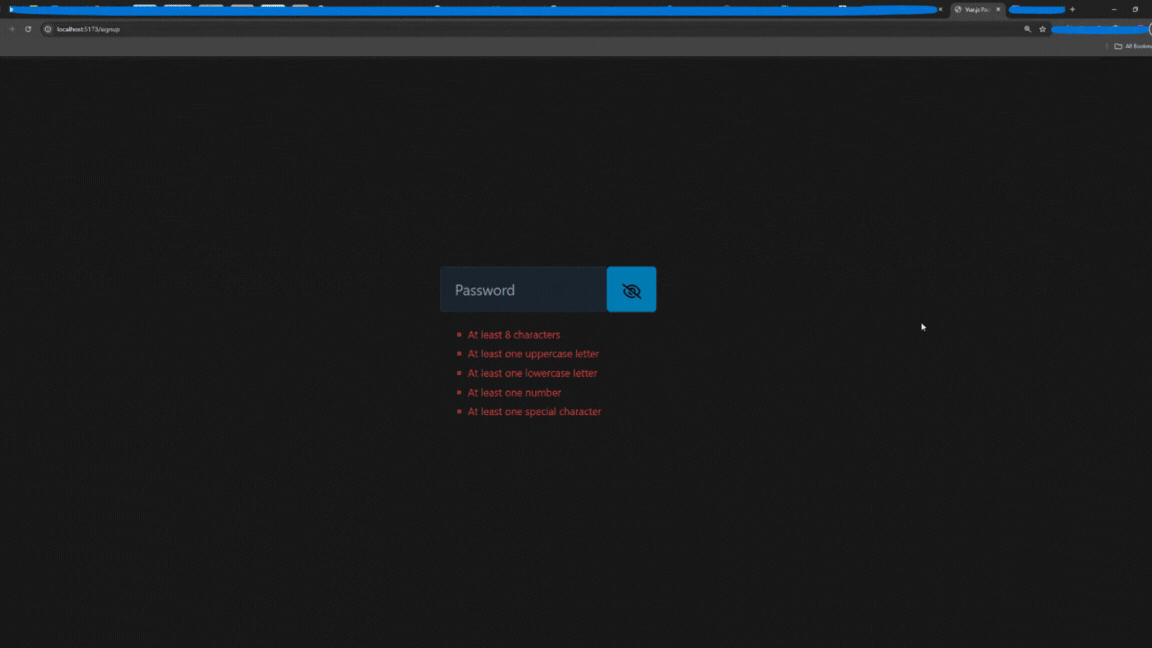 Vue.js Pa
localhost:5173/signup
All Bookma
Password
At least 8 characters
At least one uppercase letter
At least one lowercase letter
At least one number
At least one special character